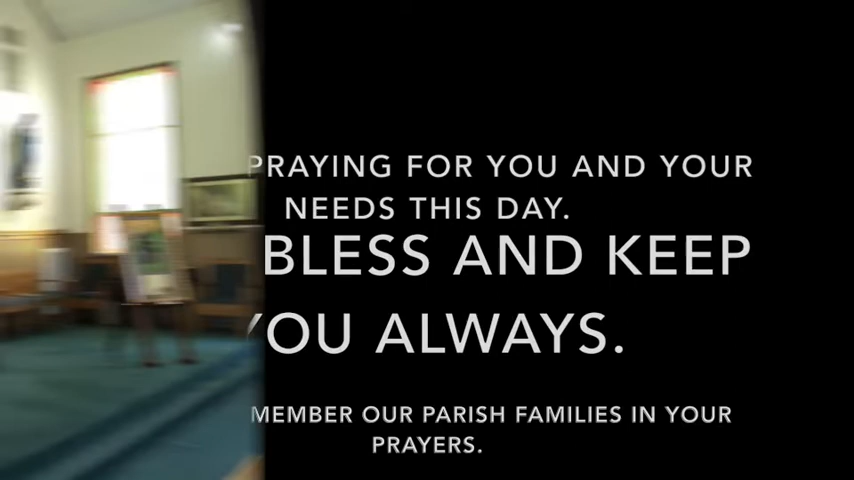 PRAYING FOR YOU AND YOUR
NEEDS THIS DAY.
BLESS AND KEEP
YOU ALWAYS.
MEMBER OUR PARISH FAMILIES IN YOUR
PRAYERS.